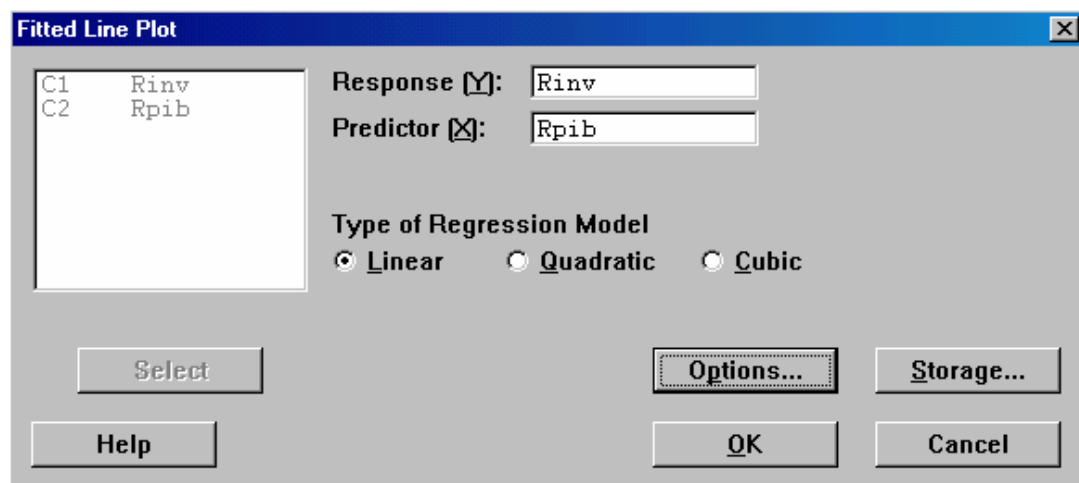 Fitted Line Plot
C1 Rinv
C2 Rpib
Response (Y): Rinv
Predictor (X): Rpib
Type of Regression Model
Linear Quadratic Cubic
Select Options... Storage...
Help OK Cancel